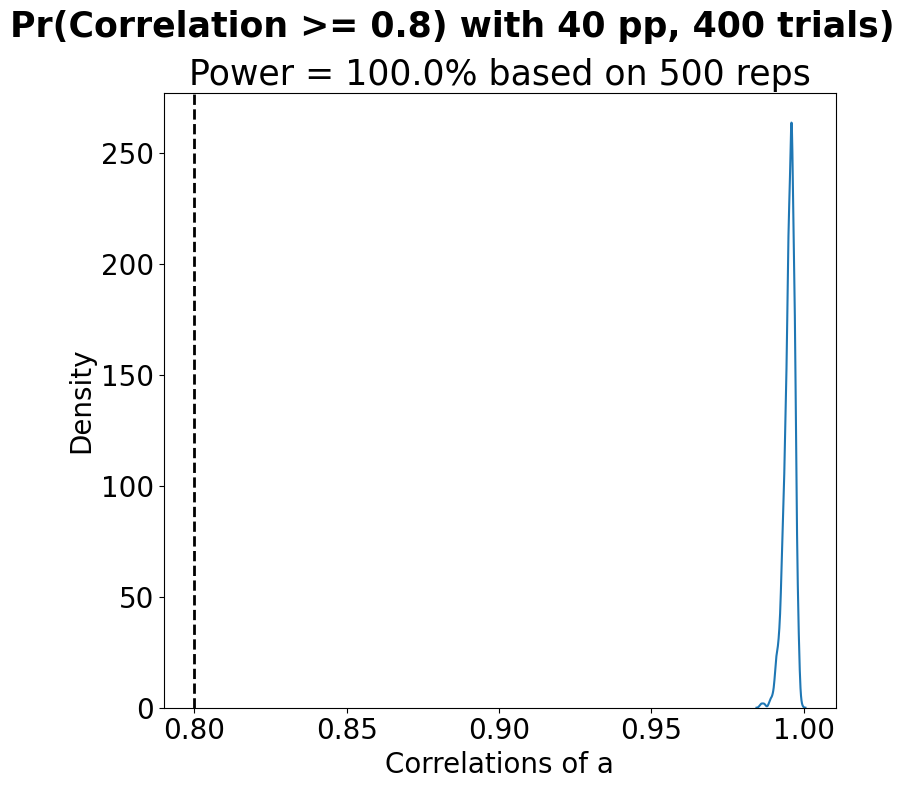 Pr(Correlation >= 0.8) with 40 pp, 400 trials)
Power = 100.0% based on 500 reps
250
200
150
100
50
0
Density
0.80 0.85 0.90 0.95 1.00
Correlations of a